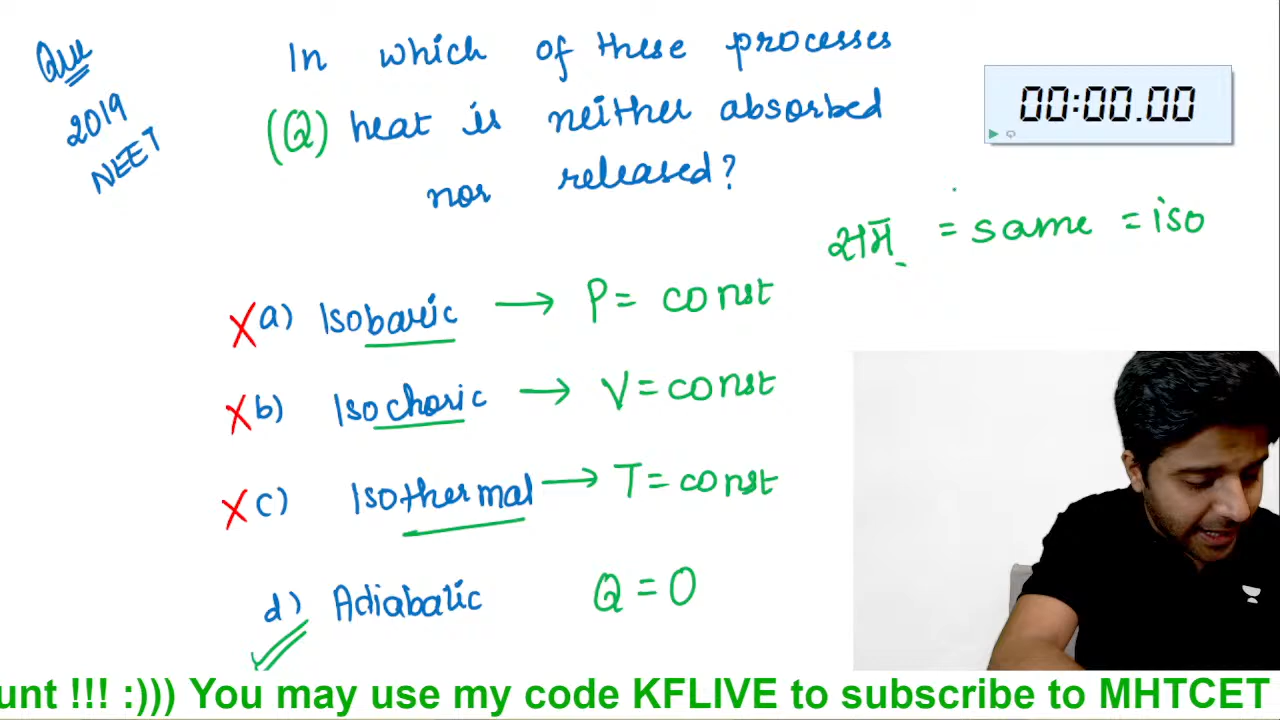 Que
2019
NEET
In which of these processes
(Q) heat is neither absorbed
nor released?
00:00.00
सम = same = iso
X a) Isobaric → P = const
X b) Isochoric → V = const
X c) Isothermal → T = const
d) Adiabatic Q = 0
unt !!! :))) You may use my code KFLIVE to subscribe to MHTCET